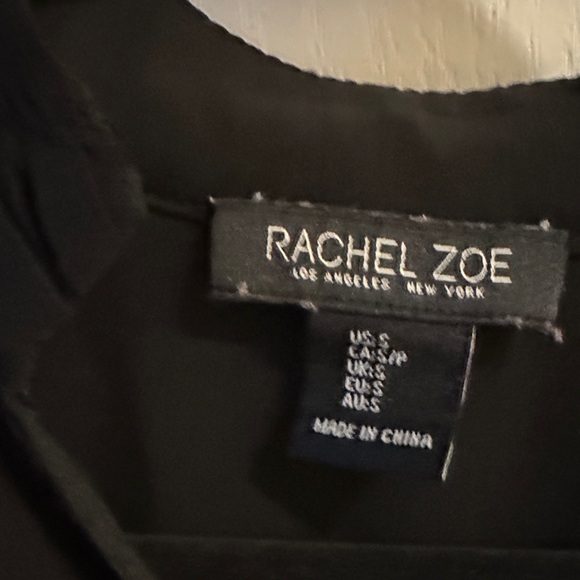 RACHEL ZOE
LOS ANGELES NEW YORK
US:S
CA:S/P
UK:S
EU:S
AU:S
MADE IN CHINA